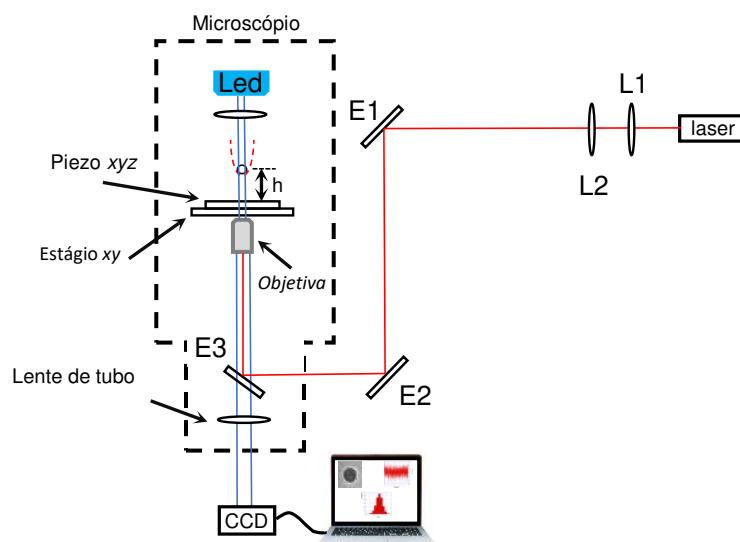 Microscópio
Led
E1
L1
laser
L2
Piezo xyz
h
Estágio xy
Objetiva
E3
Lente de tubo
E2
CCD